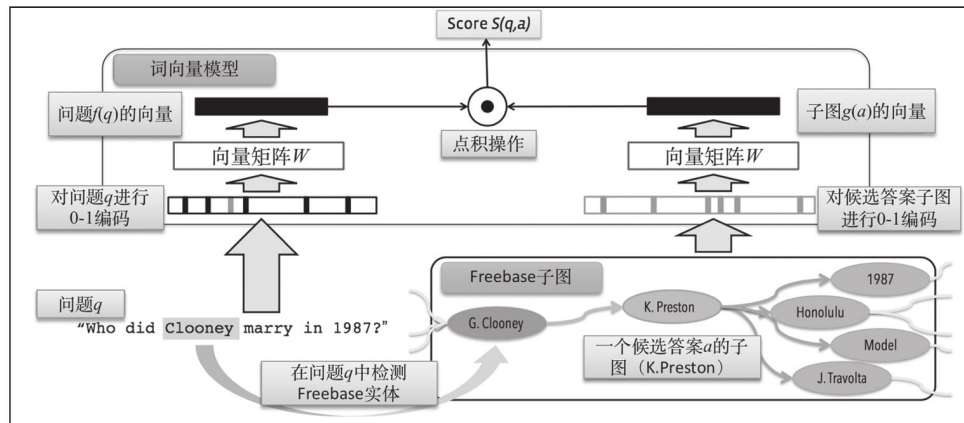 Score S(q,a)
词向量模型
问题f(q)的向量
子图g(a)的向量
点积操作
向量矩阵W
向量矩阵W
对问题q进行
0-1编码
对候选答案子图
进行0-1编码
Freebase子图
1987
问题q
K. Preston
Honolulu
“Who did Clooney marry in 1987?”
G. Clooney
Model
一个候选答案a的子
图（K.Preston）
J. Travolta
在问题q中检测
Freebase实体